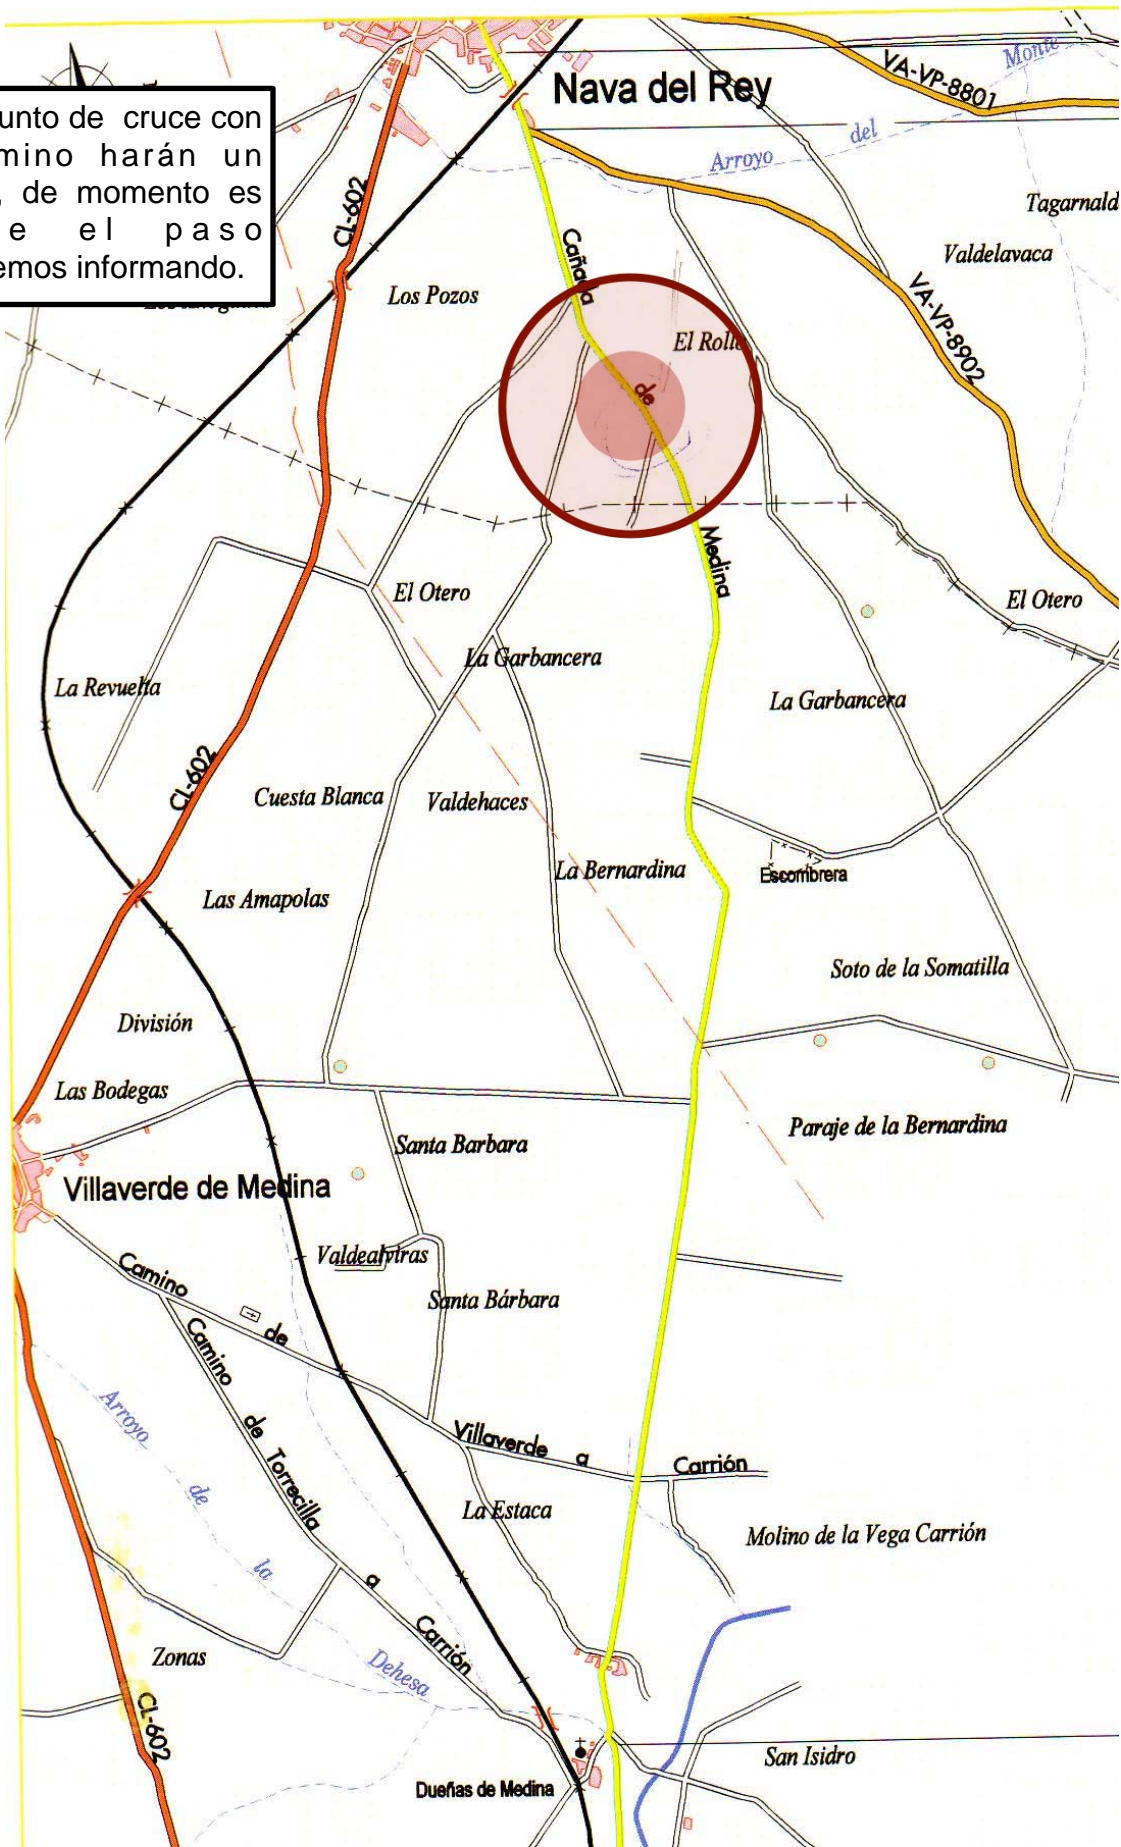 Nava del Rey
VA-VP-8801
Monte
del
Arroyo
unto de cruce con
mino harán un
, de momento es
e el paso
emos informando.
CL-602
Tagarnald
Cañada
Valdelavaca
Los Pozos
VA-VP-8902
El Rollo
de
Medina
El Otero
El Otero
La Garbancera
La Revuelta
La Garbancera
CL-602
Cuesta Blanca
Valdehaces
La Bernardina
Escombrera
Las Amapolas
Soto de la Somatilla
División
Las Bodegas
Paraje de la Bernardina
Santa Barbara
Villaverde de Medina
Valdealviras
Camino
de
Villaverde
a
Carrión
Santa Bárbara
Camino
de Torrecilla
a
Carrión
Arroyo
de
la
Dehesa
La Estaca
Molino de la Vega Carrión
Zonas
CL-602
San Isidro
Dueñas de Medina